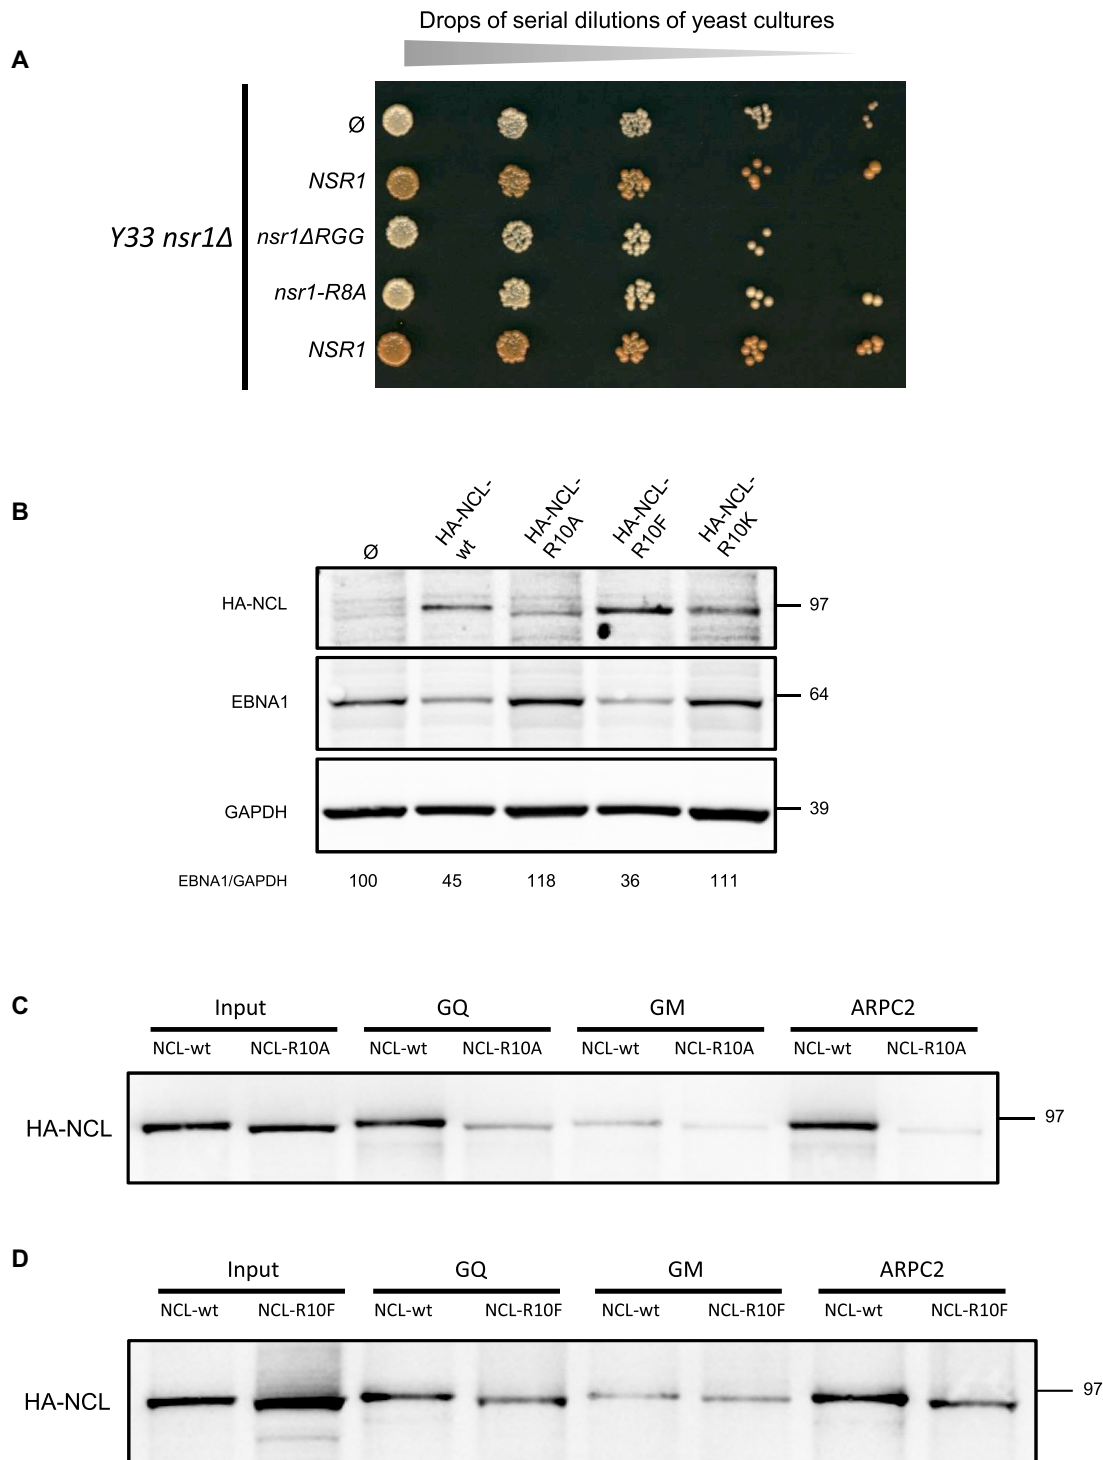 Drops of serial dilutions of yeast cultures
A
Y33 nsr1Δ
Ø
NSR1
nsr1ΔRGG
nsr1-R8A
NSR1
B
Ø
HA-NCL-
wt
HA-NCL-
R10A
HA-NCL-
R10F
HA-NCL-
R10K
HA-NCL
97
EBNA1
64
GAPDH
39
EBNA1/GAPDH 100 45 118 36 111
C
Input GQ GM ARPC2
NCL-wt NCL-R10A NCL-wt NCL-R10A NCL-wt NCL-R10A NCL-wt NCL-R10A
HA-NCL
97
D
Input GQ GM ARPC2
NCL-wt NCL-R10F NCL-wt NCL-R10F NCL-wt NCL-R10F NCL-wt NCL-R10F
HA-NCL
97